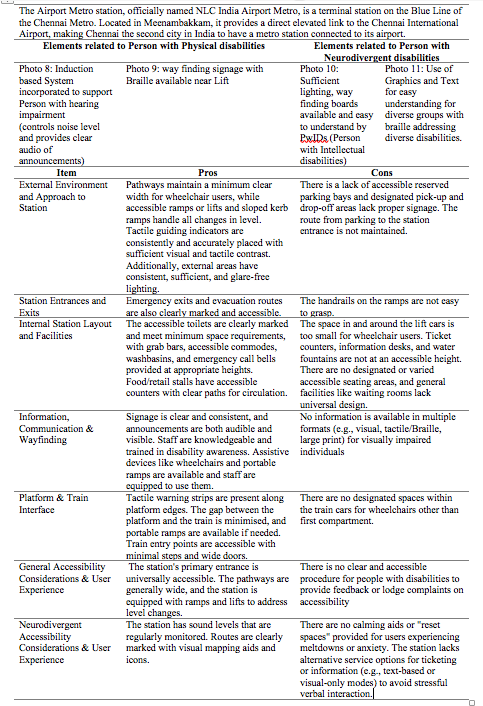 The Airport Metro station, officially named NLC India Airport Metro, is a terminal station on the Blue Line of
the Chennai Metro. Located in Meenambakkam, it provides a direct elevated link to the Chennai International
Airport, making Chennai the second city in India to have a metro station connected to its airport.
Elements related to Person with Physical disabilities
Elements related to Person with
Neurodivergent disabilities
Photo 8: Induction
based System
incorporated to support
Person with hearing
impairment
(controls noise level
and provides clear
audio of
announcements)
Photo 9: way finding signage with
Braille available near Lift
Photo 10:
Sufficient
lighting, way
finding boards
available and easy
to understand by
PwIDs (Person
with Intellectual
disabilities)
Photo 11: Use of
Graphics and Text
for easy
understanding for
diverse groups with
braille addressing
diverse disabilities.
Item
Pros
Cons
External Environment
and Approach to
Station
Pathways maintain a minimum clear
width for wheelchair users, while
accessible ramps or lifts and sloped kerb
ramps handle all changes in level.
Tactile guiding indicators are
consistently and accurately placed with
sufficient visual and tactile contrast.
Additionally, external areas have
consistent, sufficient, and glare-free
lighting.
There is a lack of accessible reserved
parking bays and designated pick-up and
drop-off areas lack proper signage. The
route from parking to the station
entrance is not maintained.
Station Entrances and
Exits
Emergency exits and evacuation routes
are also clearly marked and accessible.
The handrails on the ramps are not easy
to grasp.
Internal Station Layout
and Facilities
The accessible toilets are clearly marked
and meet minimum space requirements,
with grab bars, accessible commodes,
washbasins, and emergency call bells
provided at appropriate heights.
Food/retail stalls have accessible
counters with clear paths for circulation.
The space in and around the lift cars is
too small for wheelchair users. Ticket
counters, information desks, and water
fountains are not at an accessible height.
There are no designated or varied
accessible seating areas, and general
facilities like waiting rooms lack
universal design.
Information,
Communication &
Wayfinding
Signage is clear and consistent, and
announcements are both audible and
visible. Staff are knowledgeable and
trained in disability awareness. Assistive
devices like wheelchairs and portable
ramps are available and staff are
equipped to use them.
No information is available in multiple
formats (e.g., visual, tactile/Braille,
large print) for visually impaired
individuals
Platform & Train
Interface
Tactile warning strips are present along
platform edges. The gap between the
platform and the train is minimised, and
portable ramps are available if needed.
Train entry points are accessible with
minimal steps and wide doors.
There are no designated spaces within
the train cars for wheelchairs other than
first compartment.
General Accessibility
Considerations & User
Experience
The station's primary entrance is
universally accessible. The pathways are
generally wide, and the station is
equipped with ramps and lifts to address
level changes.
There is no clear and accessible
procedure for people with disabilities to
provide feedback or lodge complaints on
accessibility
Neurodivergent
Accessibility
Considerations & User
Experience
The station has sound levels that are
regularly monitored. Routes are clearly
marked with visual mapping aids and
icons.
There are no calming aids or "reset
spaces" provided for users experiencing
meltdowns or anxiety. The station lacks
alternative service options for ticketing
or information (e.g., text-based or
visual-only modes) to avoid stressful
verbal interaction.